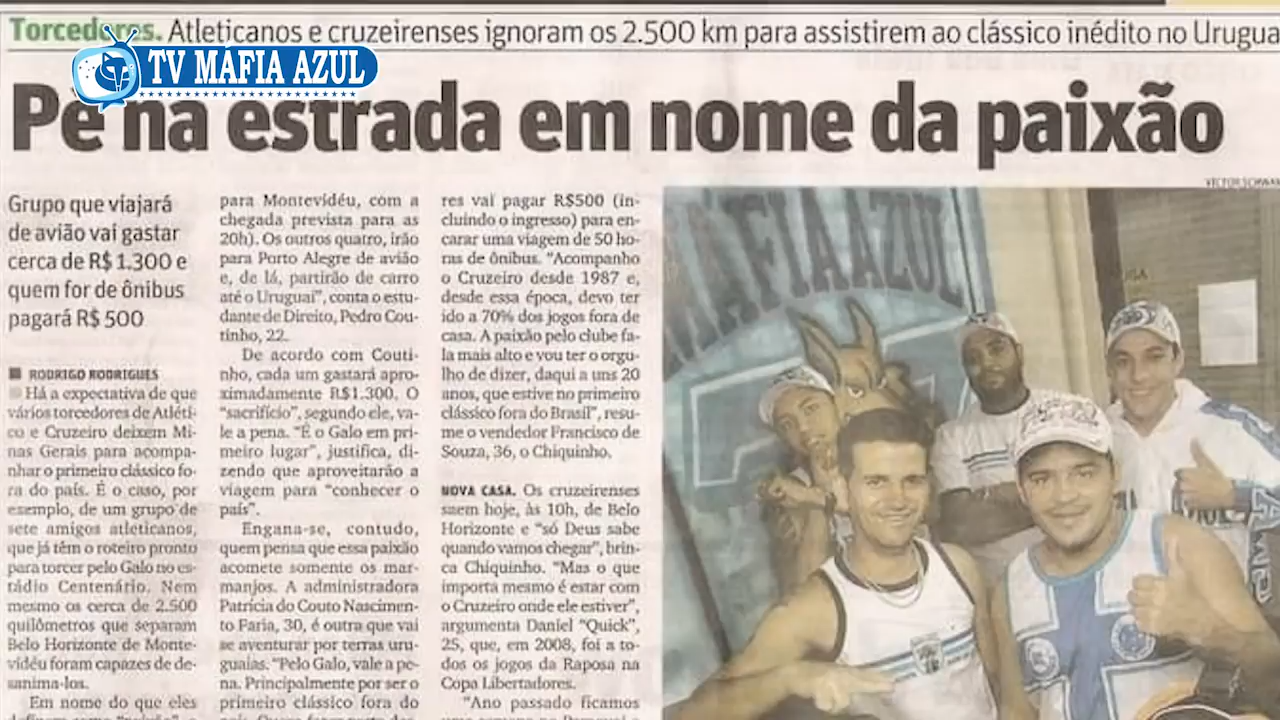 Torcedores. Atleticanos e cruzeirenses ignoram os 2.500 km para assistirem ao clássico inédito no Urugua
TV MÁFIA AZUL
Pé na estrada em nome da paixão
VICTOR SCHWAN
Grupo que viajará
de avião vai gastar
cerca de R$ 1.300 e
quem for de ônibus
pagará R$ 500
RODRIGO RODRIGUES
Há a expectativa de que
vários torcedores de Atléti-
co e Cruzeiro deixem Mi-
nas Gerais para acompa-
nhar o primeiro clássico fo-
ra do país. É o caso, por
exemplo, de um grupo de
sete amigos atleticanos,
que já têm o roteiro pronto
para torcer pelo Galo no es-
tádio Centenário. Nem
mesmo os cerca de 2.500
quilômetros que separam
Belo Horizonte de Monte-
vidéu foram capazes de de-
sanima-los.
Em nome do que eles
para Montevidéu, com a
chegada prevista para as
20h). Os outros quatro, irão
para Porto Alegre de avião
e, de lá, partirão de carro
até o Uruguai", conta o estu-
dante de Direito, Pedro Cou-
tinho, 22.
De acordo com Couti-
nho, cada um gastará apro-
ximadamente R$1.300. O
"sacrifício", segundo ele, va-
le a pena. "É o Galo em pri-
meiro lugar", justifica, di-
zendo que aproveitarão a
viagem para "conhecer o
país".
Engana-se, contudo,
quem pensa que essa paixão
acomete somente os mar-
manjos. A administradora
Patrícia do Couto Nascimen-
to Faria, 30, é outra que vai
se aventurar por terras uru-
guaias. "Pelo Galo, vale a pe-
na. Principalmente por ser o
primeiro clássico fora do
res vai pagar R$500 (in-
cluindo o ingresso) para en-
carar uma viagem de 50 ho-
ras de ônibus. "Acompanho
o Cruzeiro desde 1987 e,
desde essa época, devo ter
ido a 70% dos jogos fora de
casa. A paixão pelo clube fa-
la mais alto e vou ter o orgu-
lho de dizer, daqui a uns 20
anos, que estive no primeiro
clássico fora do Brasil", resu-
me o vendedor Francisco de
Souza, 36, o Chiquinho.
NOVA CASA. Os cruzeirenses
saem hoje, às 10h, de Belo
Horizonte e "só Deus sabe
quando vamos chegar", brin-
ca Chiquinho. "Mas o que
importa mesmo é estar com
o Cruzeiro onde ele estiver",
argumenta Daniel "Quick",
25, que, em 2008, foi a to-
dos os jogos da Raposa na
Copa Libertadores.
"Ano passado ficamos
MÁFIA AZUL